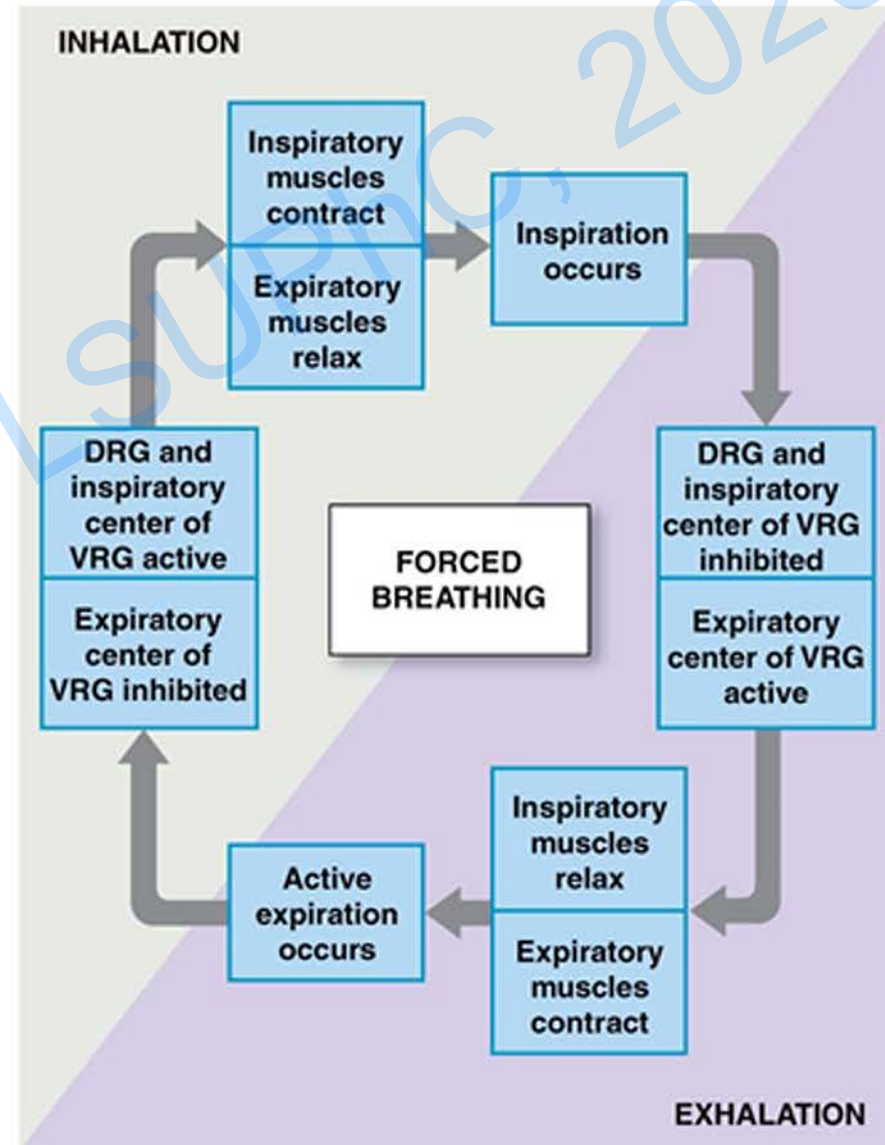 INHALATION
Inspiratory
muscles
contract
Expiratory
muscles
relax
Inspiration
occurs
DRG and
inspiratory
center of
VRG active
Expiratory
center of
VRG inhibited
FORCED
BREATHING
DRG and
inspiratory
center of VRG
inhibited
Expiratory
center of VRG
active
Inspiratory
muscles
relax
Expiratory
muscles
contract
Active
expiration
occurs
EXHALATION
LSUPhC, 202